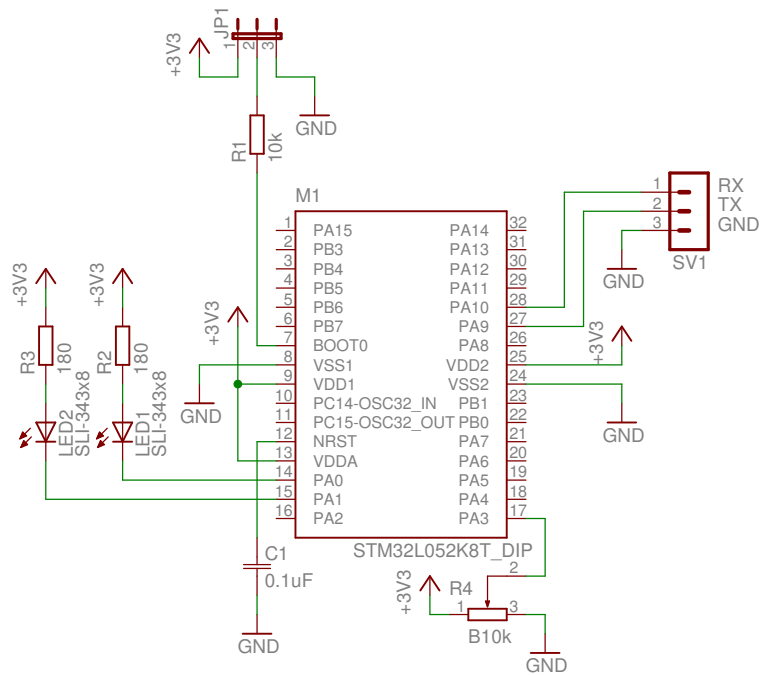 JP1
1
2
3
+3V3
GND
R1
10k
M1
1 PA15
2 PB3
3 PB4
4 PB5
5 PB6
6 PB7
7 BOOT0
8 VSS1
9 VDD1
10 PC14-OSC32_IN
11 PC15-OSC32_OUT
12 NRST
13 VDDA
14 PA0
15 PA1
16 PA2
PA14 32
PA13 31
PA12 30
PA11 29
PA10 28
PA9 27
PA8 26
VDD2 25
VSS2 24
PB1 23
PB0 22
PA7 21
PA6 20
PA5 19
PA4 18
PA3 17
STM32L052K8T_DIP
1 RX
2 TX
3 GND
SV1
GND
+3V3
GND
+3V3
+3V3
R3
180
R2
180
LED2
SLI-343x8
LED1
SLI-343x8
+3V3
GND
C1
0.1uF
GND
+3V3
R4
1
2
3
B10k
GND